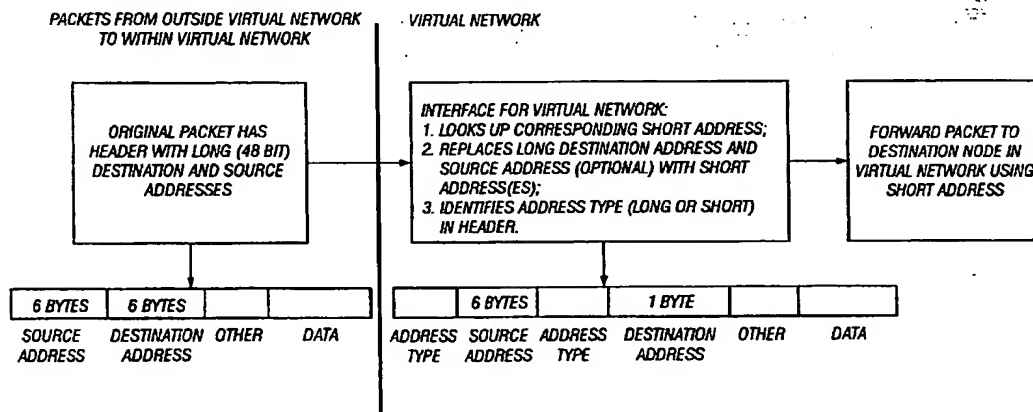 PACKETS FROM OUTSIDE VIRTUAL NETWORK
TO WITHIN VIRTUAL NETWORK
VIRTUAL NETWORK
ORIGINAL PACKET HAS
HEADER WITH LONG (48 BIT)
DESTINATION AND SOURCE
ADDRESSES
INTERFACE FOR VIRTUAL NETWORK:
1. LOOKS UP CORRESPONDING SHORT ADDRESS;
2. REPLACES LONG DESTINATION ADDRESS AND
SOURCE ADDRESS (OPTIONAL) WITH SHORT
ADDRESS(ES);
3. IDENTIFIES ADDRESS TYPE (LONG OR SHORT)
IN HEADER.
FORWARD PACKET TO
DESTINATION NODE IN
VIRTUAL NETWORK USING
SHORT ADDRESS
6 BYTES
6 BYTES
SOURCE
ADDRESS
DESTINATION
ADDRESS
OTHER
DATA
6 BYTES
1 BYTE
ADDRESS
TYPE
SOURCE
ADDRESS
ADDRESS
TYPE
DESTINATION
ADDRESS
OTHER
DATA